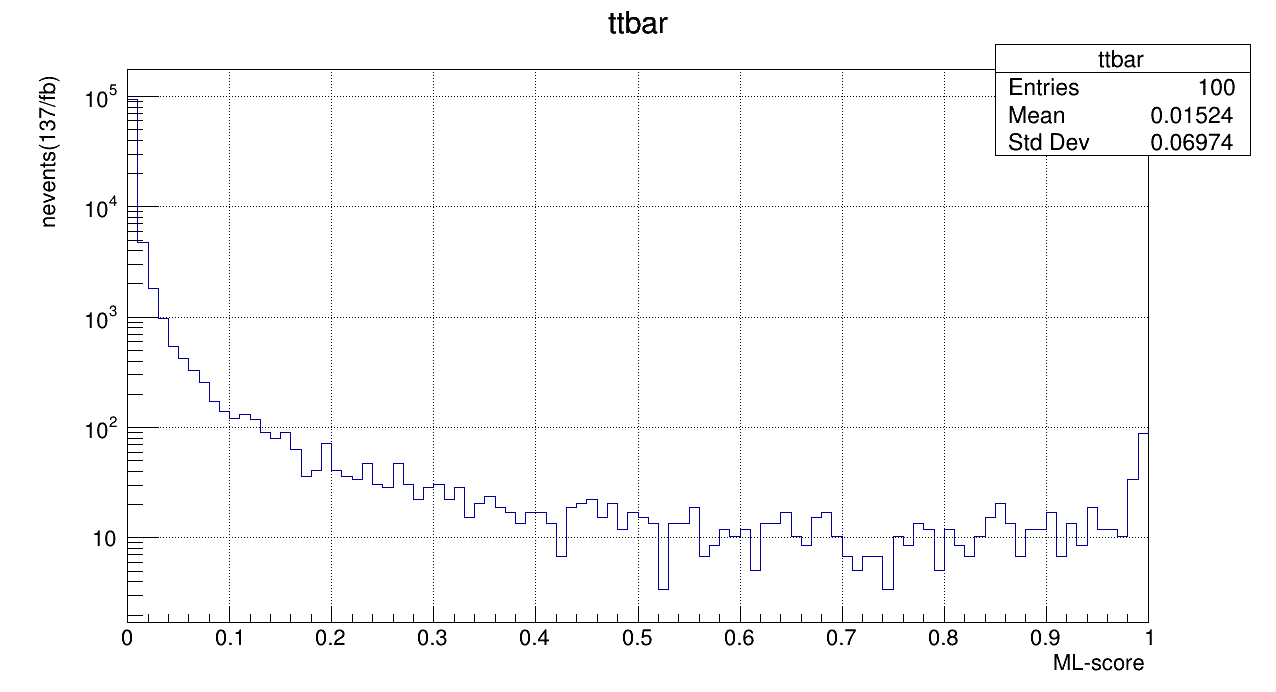 ttbar
ttbar
Entries 100
Mean 0.01524
Std Dev 0.06974
nevents(137/fb)
10^5
10^4
10^3
10^2
10
0 0.1 0.2 0.3 0.4 0.5 0.6 0.7 0.8 0.9 1
ML-score